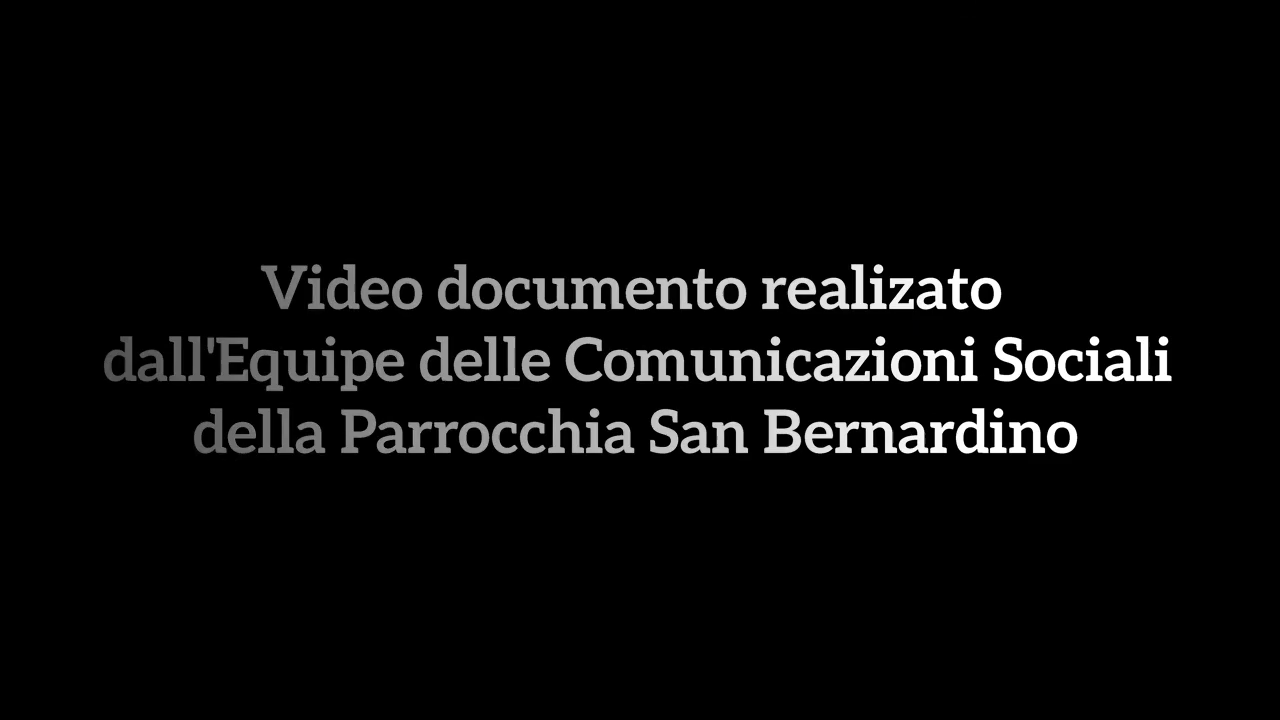 Video documento realizato
dall'Equipe delle Comunicazioni Sociali
della Parrocchia San Bernardino